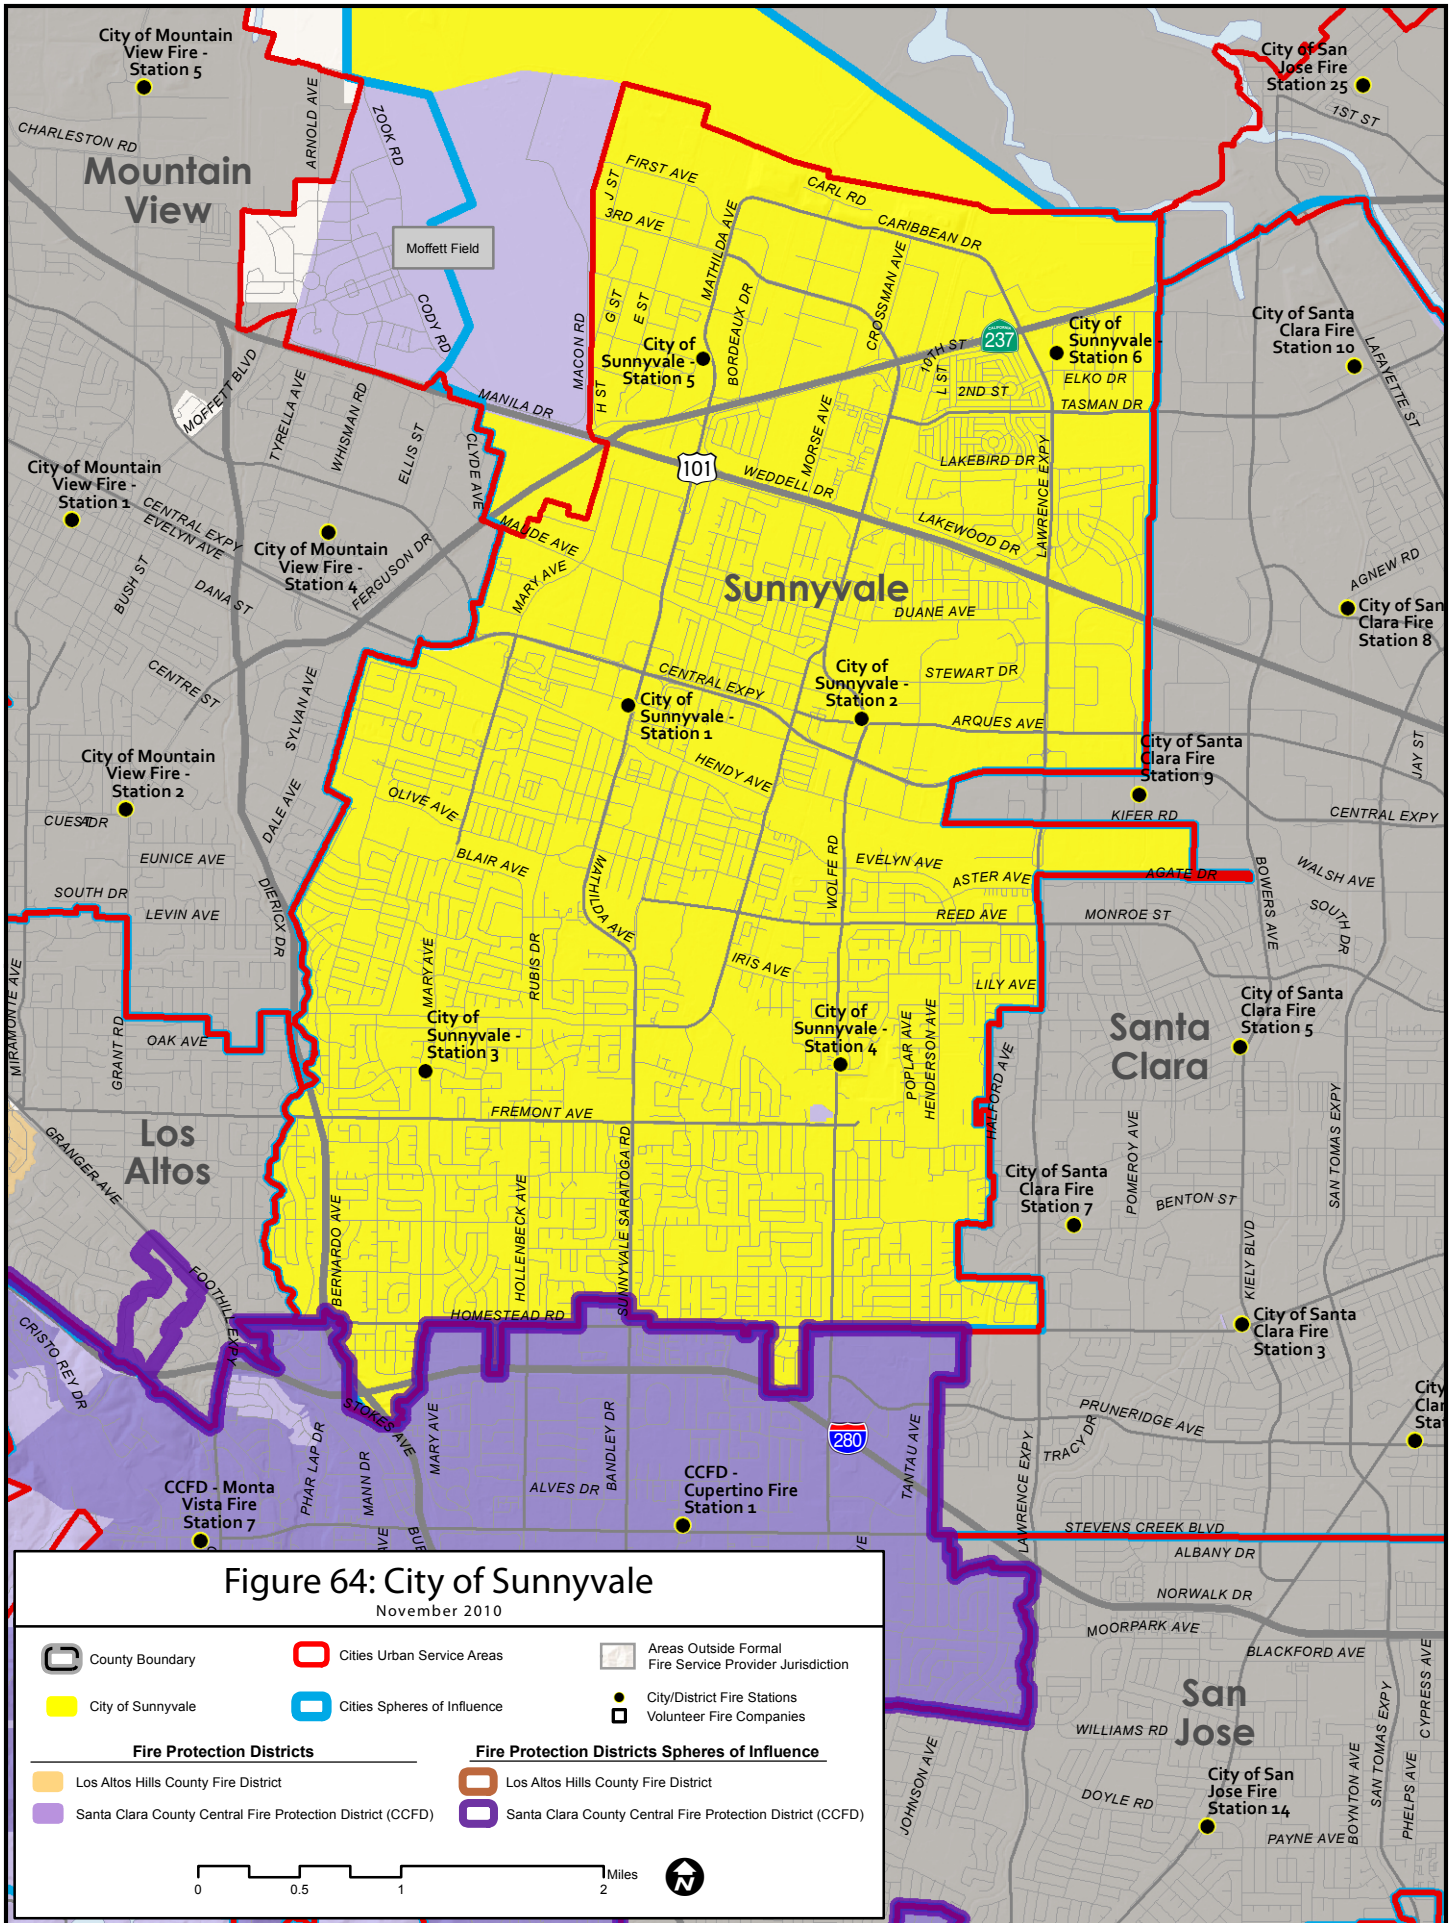 City of Mountain
View Fire -
Station 5
CHARLESTON RD
Mountain
View
ARNOLD AVE
ZOOK RD
Moffett Field
CODY RD
MACON RD
MANILA DR
J ST
FIRST AVE
3RD AVE
G ST
E ST
H ST
MATHILDA AVE
BORDEAUX DR
CARL RD
CARIBBEAN DR
CROSSMAN AVE
10TH ST
L ST
2ND ST
CALIFORNIA
237
City of
Sunnyvale -
Station 5
City of
Sunnyvale -
Station 6
ELKO DR
TASMAN DR
City of San
Jose Fire
Station 25
1ST ST
City of Santa
Clara Fire
Station 10
LAFAYETTE ST
MOFFETT BLVD
TYRELLA AVE
WHISMAN RD
ELLIS ST
CLYDE AVE
101
WEDDELL DR
MORSE AVE
LAKEBIRD DR
LAWRENCE EXPY
LAKEWOOD DR
City of Mountain
View Fire -
Station 1
CENTRAL EXPY
EVELYN AVE
City of Mountain
View Fire -
Station 4
FERGUSON DR
BUSH ST
DANA ST
CENTRE ST
MAUDE AVE
MARY AVE
Sunnyvale
DUANE AVE
AGNEW RD
City of San
Clara Fire
Station 8
SYLVAN AVE
CENTRAL EXPY
City of
Sunnyvale -
Station 1
City of
Sunnyvale -
Station 2
STEWART DR
ARQUES AVE
HENDY AVE
City of Santa
Clara Fire
Station 9
JAY ST
KIFER RD
CENTRAL EXPY
City of Mountain
View Fire -
Station 2
DALE AVE
CUESTA DR
EUNICE AVE
SOUTH DR
LEVIN AVE
DIERICX DR
OLIVE AVE
BLAIR AVE
MATHILDA AVE
WOLFE RD
EVELYN AVE
ASTER AVE
AGATE DR
REED AVE
MONROE ST
BOWERS AVE
WALSH AVE
SOUTH DR
MIRAMONTE AVE
GRANT RD
OAK AVE
MARY AVE
RUBIS DR
IRIS AVE
LILY AVE
City of
Sunnyvale -
Station 3
City of
Sunnyvale -
Station 4
POPLAR AVE
HENDERSON AVE
HALFORD AVE
Santa
Clara
City of Santa
Clara Fire
Station 5
Los
Altos
GRANGER AVE
FREMONT AVE
BERNARDO AVE
HOLLENBECK AVE
SUNNYVALE SARATOGA RD
City of Santa
Clara Fire
Station 7
POMEROY AVE
BENTON ST
SAN TOMAS EXPY
KIELY BLVD
City of Santa
Clara Fire
Station 3
FOOTHILL EXPY
CRISTO REY DR
HOMESTEAD RD
STOKES AVE
MARY AVE
PHAR LAP DR
MANN DR
BANDLEY DR
ALVES DR
280
TANTAU AVE
LAWRENCE EXPY
TRACY DR
PRUNERIDGE AVE
City
Clar
Sta
CCFD - Monta
Vista Fire
Station 7
CCFD -
Cupertino Fire
Station 1
AVE
BUB
VE
STEVENS CREEK BLVD
ALBANY DR
NORWALK DR
MOORPARK AVE
BLACKFORD AVE
San
Jose
WILLIAMS RD
JOHNSON AVE
DOYLE RD
City of San
Jose Fire
Station 14
PAYNE AVE
BOYNTON AVE
SAN TOMAS EXPY
PHELPS AVE
CYPRESS AVE
Figure 64: City of Sunnyvale
November 2010
County Boundary
Cities Urban Service Areas
Areas Outside Formal
Fire Service Provider Jurisdiction
City of Sunnyvale
Cities Spheres of Influence
City/District Fire Stations
Volunteer Fire Companies
Fire Protection Districts
Fire Protection Districts Spheres of Influence
Los Altos Hills County Fire District
Los Altos Hills County Fire District
Santa Clara County Central Fire Protection District (CCFD)
Santa Clara County Central Fire Protection District (CCFD)
0 0.5 1 2
Miles
N